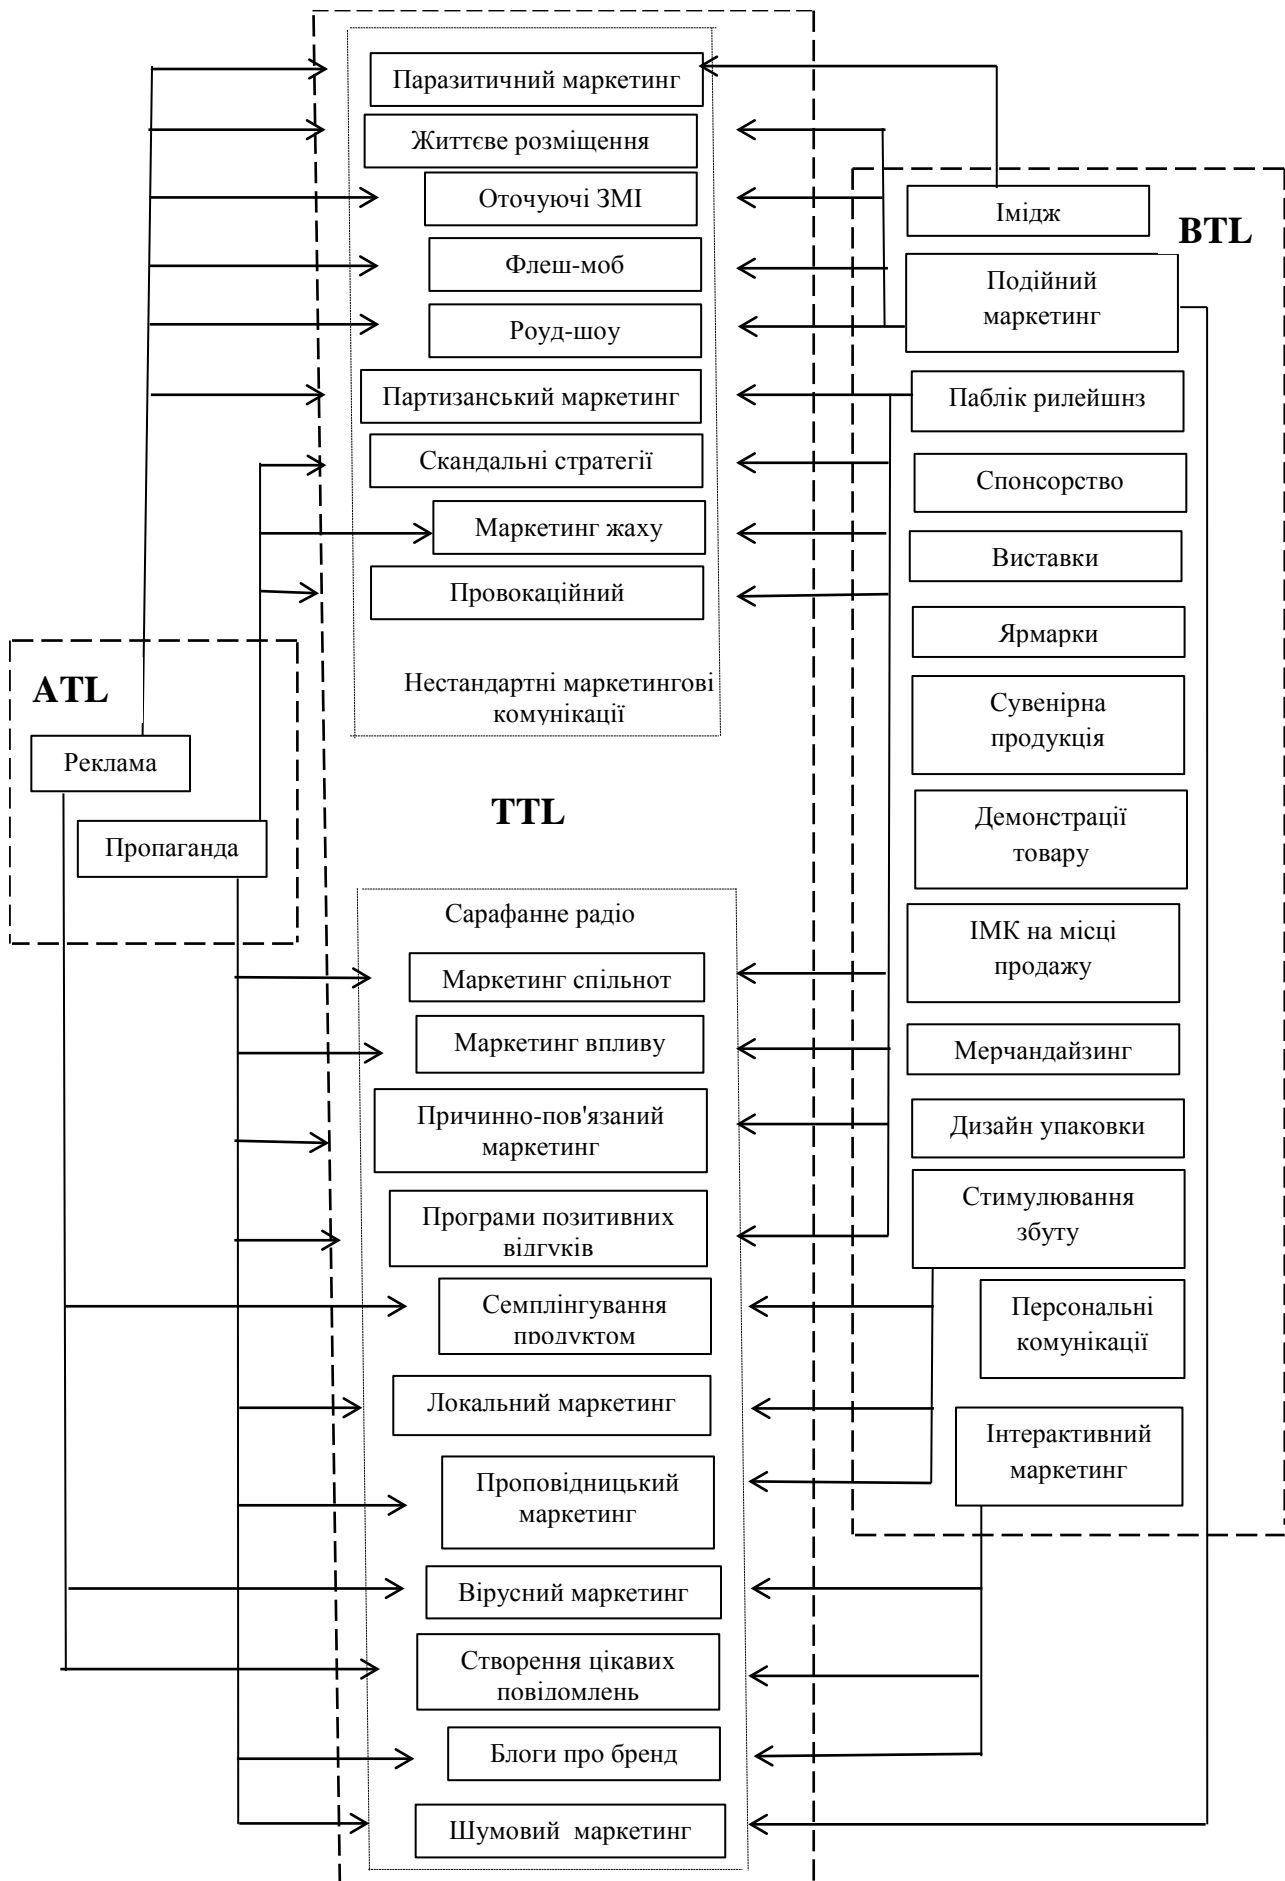 Паразитичний маркетинг
Життєве розміщення
Оточуючі ЗМІ
Флеш-моб
Роуд-шоу
Партизанський маркетинг
Скандальні стратегії
Маркетинг жаху
Провокаційний
Нестандартні маркетингові
комунікації
ATL
Реклама
Пропаганда
TTL
Сарафанне радіо
Маркетинг спільнот
Маркетинг впливу
Причинно-пов'язаний
маркетинг
Програми позитивних
відгуків
Семплінгування
продуктом
Локальний маркетинг
Проповідницький
маркетинг
Вірусний маркетинг
Створення цікавих
повідомлень
Блоги про бренд
Шумовий маркетинг
BTL
Імідж
Подійний
маркетинг
Паблік рилейшнз
Спонсорство
Виставки
Ярмарки
Сувенірна
продукція
Демонстрації
товару
ІМК на місці
продажу
Мерчандайзинг
Дизайн упаковки
Стимулювання
збуту
Персональні
комунікації
Інтерактивний
маркетинг